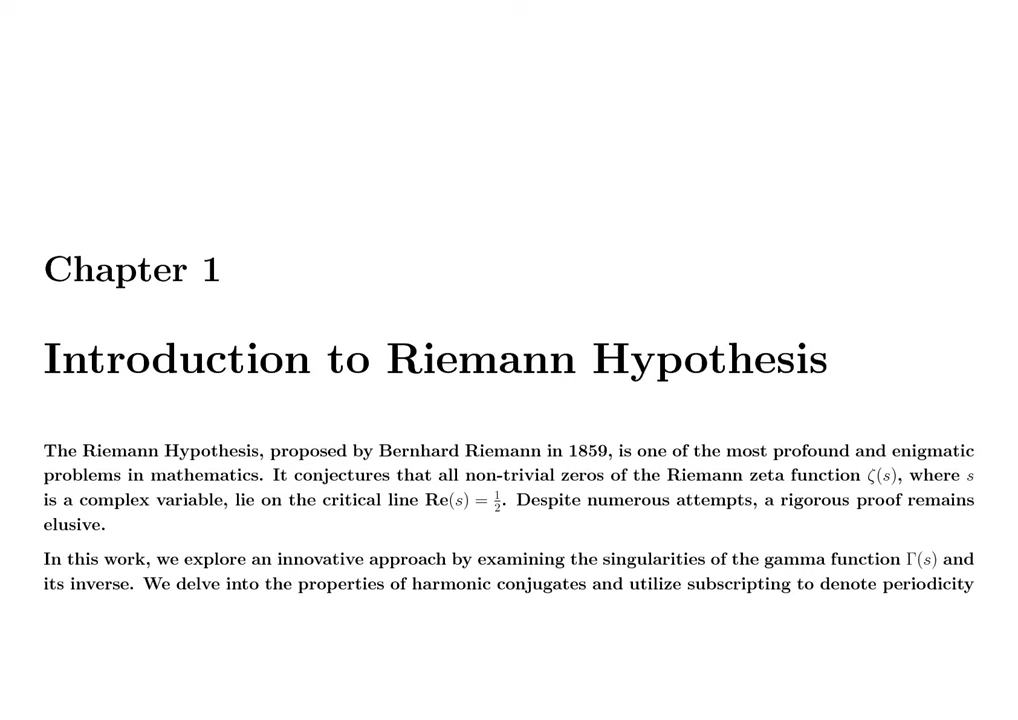 Chapter 1
Introduction to Riemann Hypothesis
The Riemann Hypothesis, proposed by Bernhard Riemann in 1859, is one of the most profound and enigmatic
problems in mathematics. It conjectures that all non-trivial zeros of the Riemann zeta function ζ(s), where s
is a complex variable, lie on the critical line Re(s) = 1/2. Despite numerous attempts, a rigorous proof remains
elusive.
In this work, we explore an innovative approach by examining the singularities of the gamma function Γ(s) and
its inverse. We delve into the properties of harmonic conjugates and utilize subscripting to denote periodicity